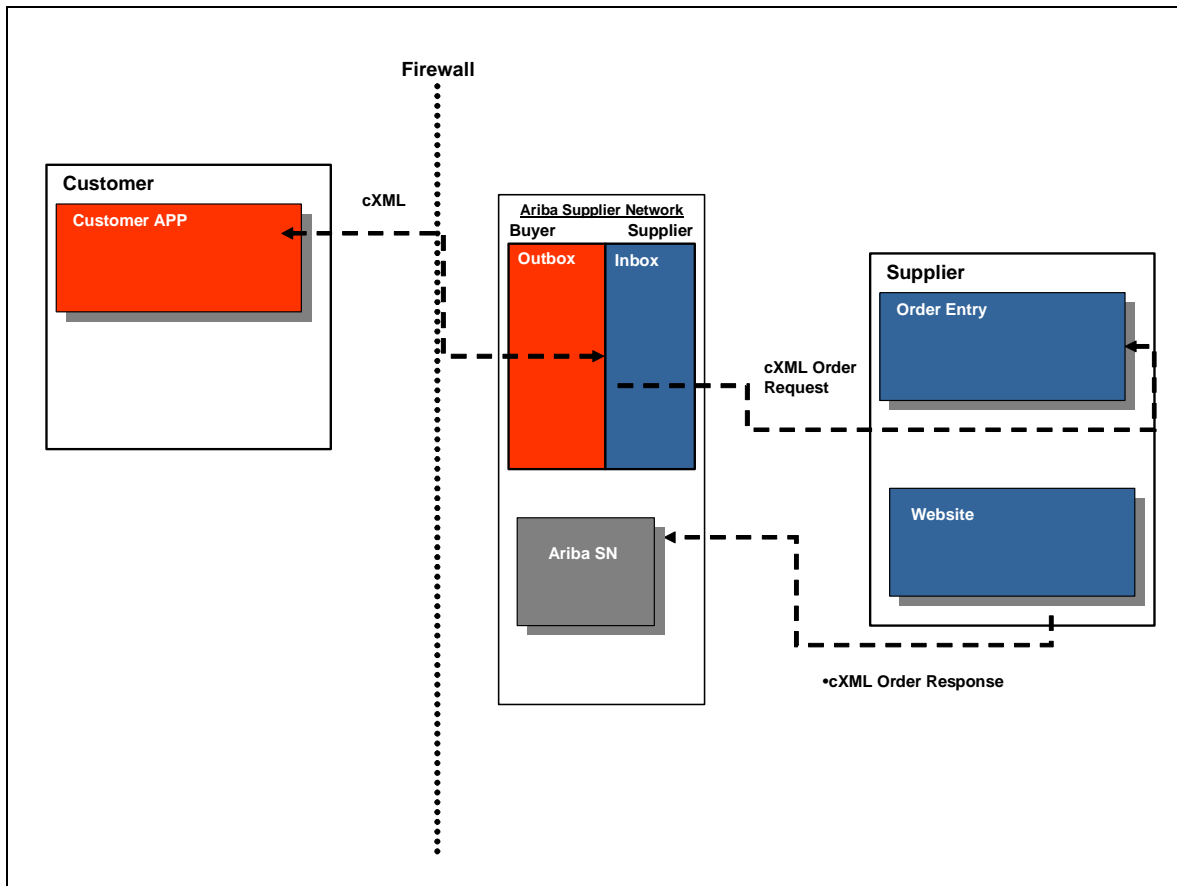 Firewall
Customer
Customer APP
cXML
Ariba Supplier Network
Buyer Supplier
Outbox Inbox
Ariba SN
cXML Order
Request
Supplier
Order Entry
Website
•cXML Order Response